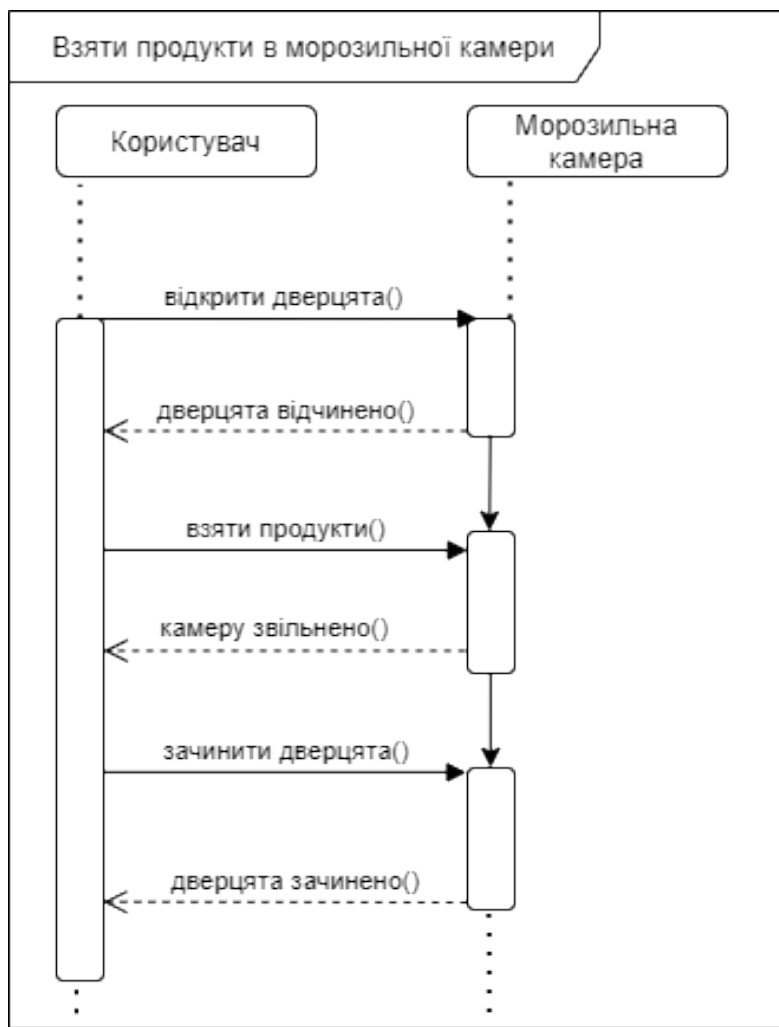 Взяти продукти в морозильної камери
Користувач
Морозильна
камера
відкрити дверцята()
дверцята відчинено()
взяти продукти()
камеру звільнено()
зачинити дверцята()
дверцята зачинено()